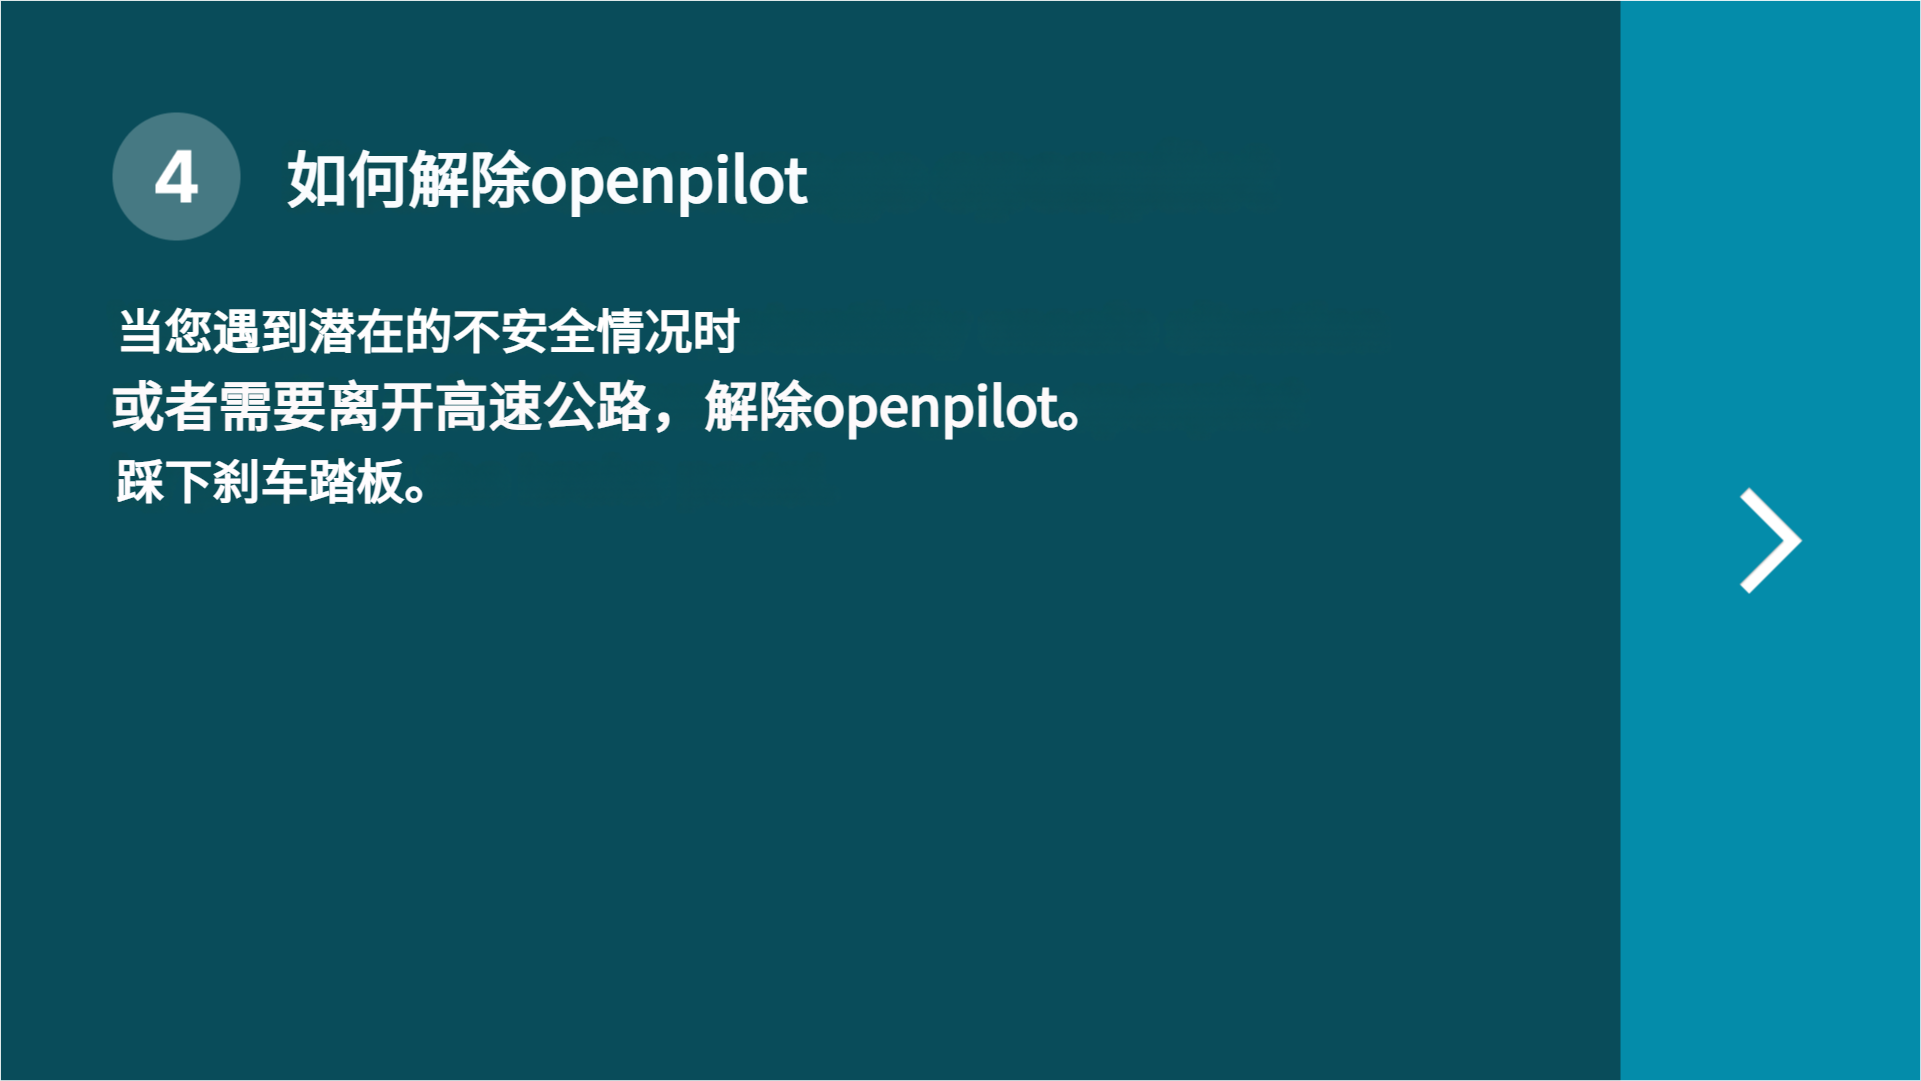 4
如何解除openpilot
当您遇到潜在的不安全情况时
或者需要离开高速公路，解除openpilot。
踩下刹车踏板。